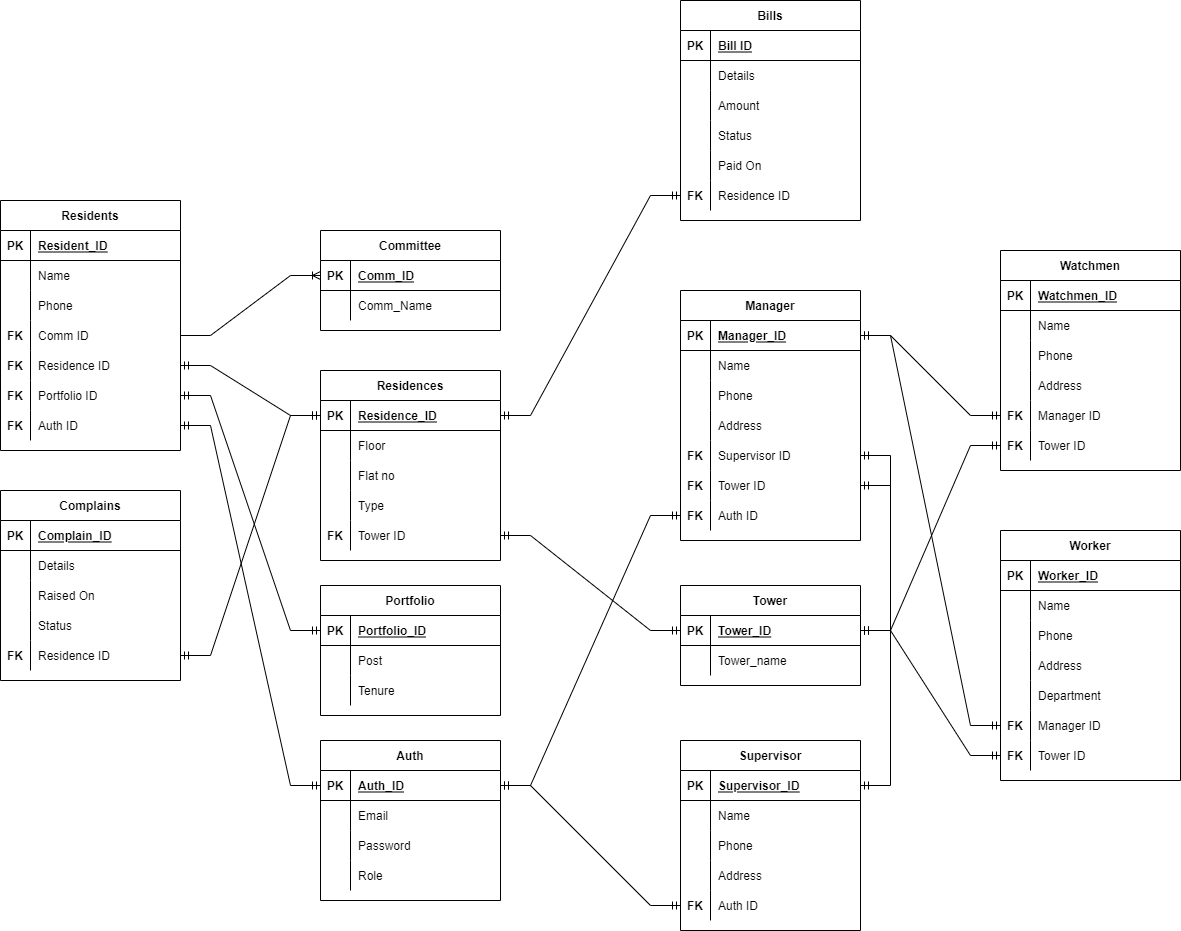 Bills
PK Bill ID
Details
Amount
Status
Paid On
FK Residence ID
Residents
PK Resident_ID
Name
Phone
FK Comm ID
FK Residence ID
FK Portfolio ID
FK Auth ID
Committee
PK Comm_ID
Comm_Name
Residences
PK Residence_ID
Floor
Flat no
Type
FK Tower ID
Manager
PK Manager_ID
Name
Phone
Address
FK Supervisor ID
FK Tower ID
FK Auth ID
Watchmen
PK Watchmen_ID
Name
Phone
Address
FK Manager ID
FK Tower ID
Complains
PK Complain_ID
Details
Raised On
Status
FK Residence ID
Portfolio
PK Portfolio_ID
Post
Tenure
Tower
PK Tower_ID
Tower_name
Worker
PK Worker_ID
Name
Phone
Address
Department
FK Manager ID
FK Tower ID
Auth
PK Auth_ID
Email
Password
Role
Supervisor
PK Supervisor_ID
Name
Phone
Address
FK Auth ID